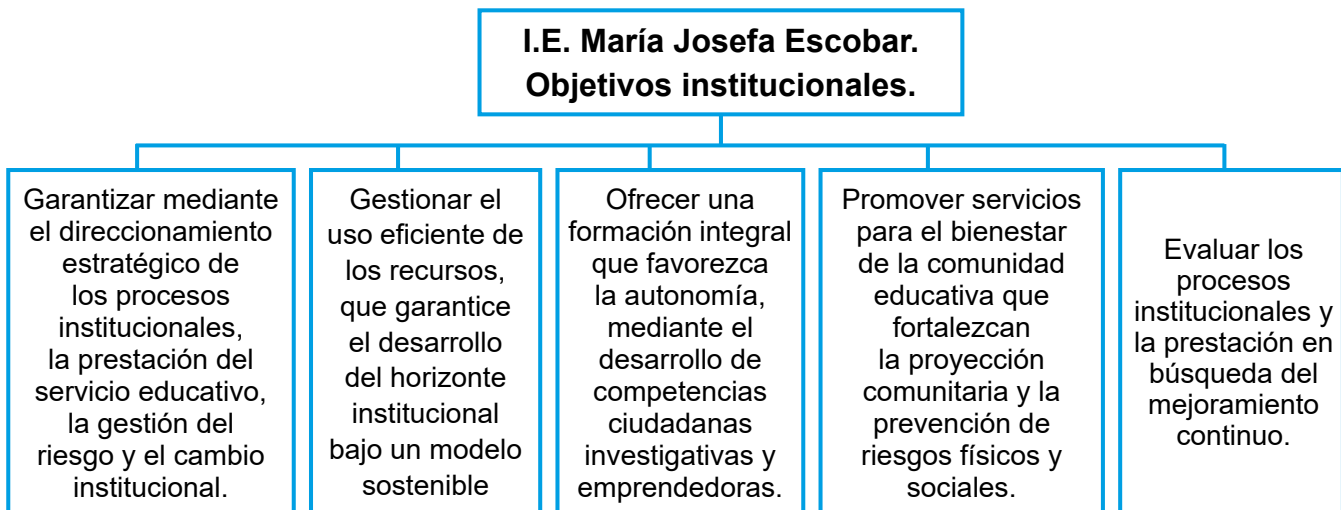 I.E. María Josefa Escobar.
Objetivos institucionales.
Garantizar mediante
el direccionamiento
estratégico de
los procesos
institucionales,
la prestación del
servicio educativo,
la gestión del
riesgo y el cambio
institucional.
Gestionar el
uso eficiente de
los recursos,
que garantice
el desarrollo
del horizonte
institucional
bajo un modelo
sostenible
Ofrecer una
formación integral
que favorezca
la autonomía,
mediante el
desarrollo de
competencias
ciudadanas
investigativas y
emprendedoras.
Promover servicios
para el bienestar
de la comunidad
educativa que
fortalezcan
la proyección
comunitaria y la
prevención de
riesgos físicos y
sociales.
Evaluar los
procesos
institucionales y
la prestación en
búsqueda del
mejoramiento
continuo.